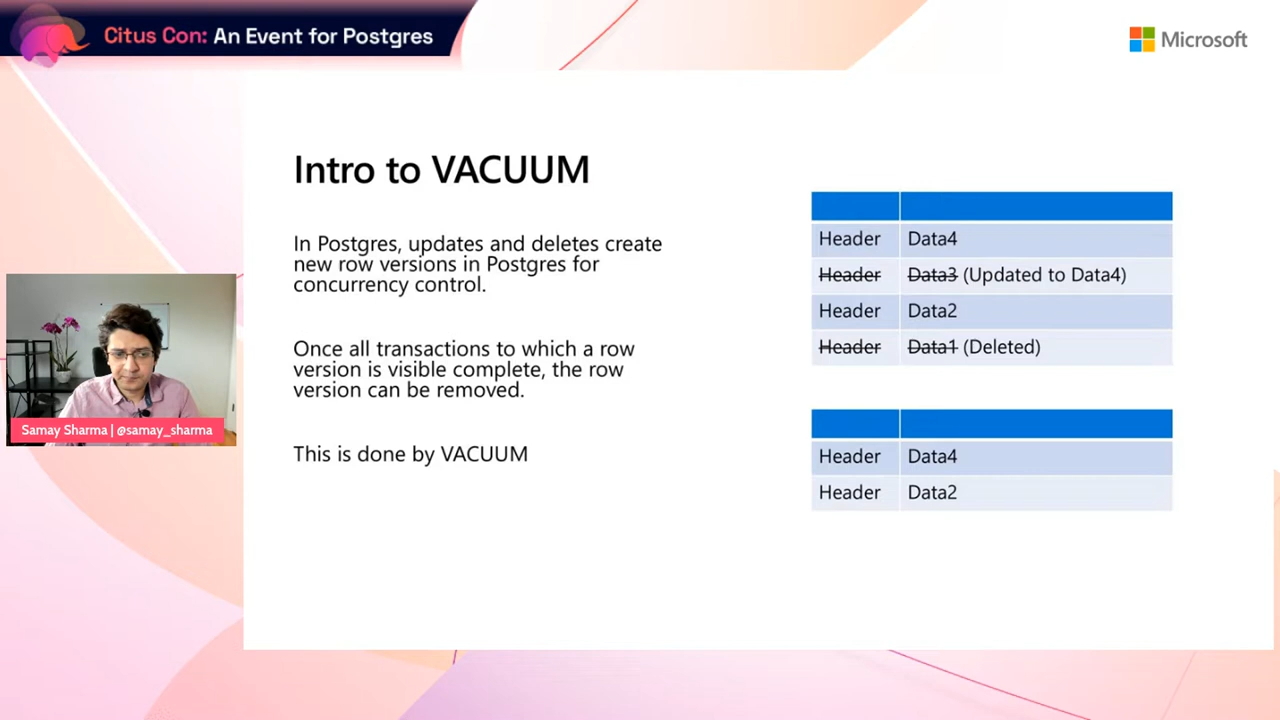 Citus Con: An Event for Postgres
Microsoft
Intro to VACUUM
In Postgres, updates and deletes create
new row versions in Postgres for
concurrency control.
Once all transactions to which a row
version is visible complete, the row
version can be removed.
This is done by VACUUM
Header Data4
Header Data3 (Updated to Data4)
Header Data2
Header Data1 (Deleted)
Header Data4
Header Data2
Samay Sharma | @samay_sharma